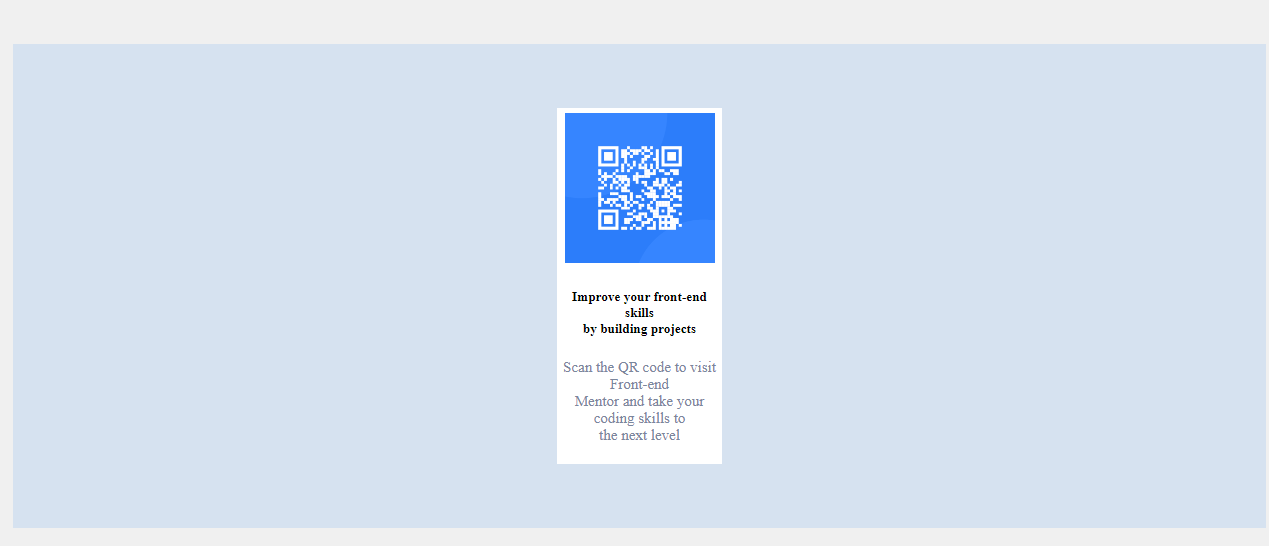 Improve your front-end
skills
by building projects
Scan the QR code to visit
Front-end
Mentor and take your
coding skills to
the next level